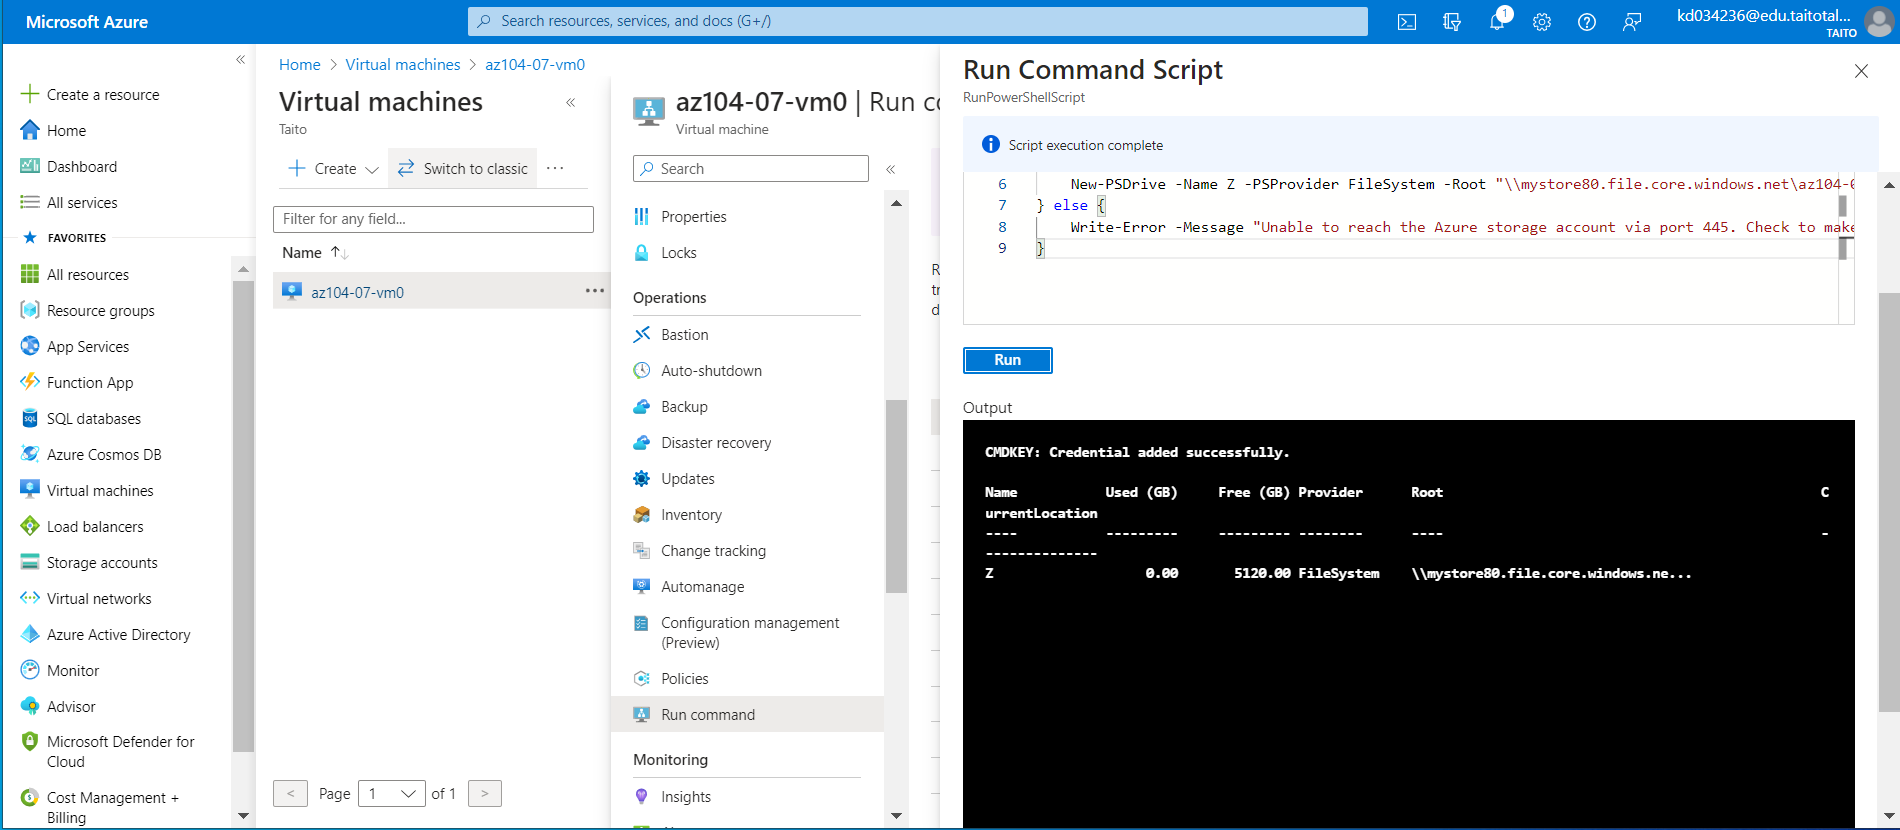 Microsoft Azure
Search resources, services, and docs (G+/)
1
kd034236@edu.taitotal...
TAITO
«
Create a resource
Home
Dashboard
All services
FAVORITES
All resources
Resource groups
App Services
Function App
SQL databases
Azure Cosmos DB
Virtual machines
Load balancers
Storage accounts
Virtual networks
Azure Active Directory
Monitor
Advisor
Microsoft Defender for
Cloud
Cost Management +
Billing
Home > Virtual machines > az104-07-vm0
Virtual machines
«
Taito
Create
Switch to classic
...
Filter for any field...
Name ↑↓
az104-07-vm0
...
< Page 1 of 1 >
az104-07-vm0 | Run co
Virtual machine
Search
«
Properties
Locks
Operations
Bastion
Auto-shutdown
Backup
Disaster recovery
Updates
Inventory
Change tracking
Automanage
Configuration management
(Preview)
Policies
Run command
Monitoring
Insights
R
tr
d
Run Command Script
RunPowerShellScript
Script execution complete
6 New-PSDrive -Name Z -PSProvider FileSystem -Root "\\mystore80.file.core.windows.net\az104-0
7 } else {
8 Write-Error -Message "Unable to reach the Azure storage account via port 445. Check to make
9 }
Run
Output
CMDKEY: Credential added successfully.
Name Used (GB) Free (GB) Provider Root C
urrentLocation
---- --------- --------- -------- ---- -
--------------
Z 0.00 5120.00 FileSystem \\mystore80.file.core.windows.ne...